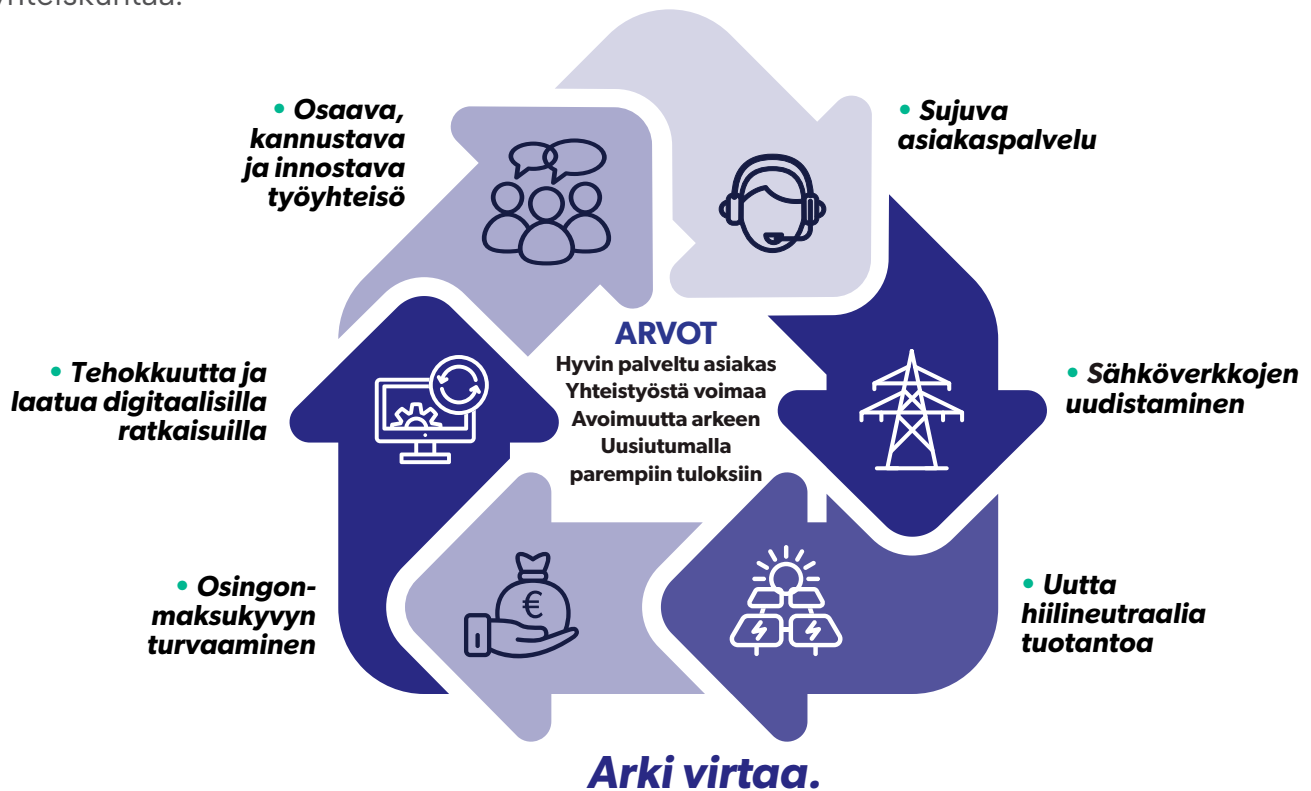 yhteiskuntaa.
• Osaava,
kannustava
ja innostava
työyhteisö
• Sujuva
asiakaspalvelu
• Tehokkuutta ja
laatua digitaalisilla
ratkaisuilla
ARVOT
Hyvin palveltu asiakas
Yhteistyöstä voimaa
Avoimuutta arkeen
Uusiutumalla
parempiin tuloksiin
• Sähköverkkojen
uudistaminen
• Osingon-
maksukyvyn
turvaaminen
€
• Uutta
hiilineutraalia
tuotantoa
Arki virtaa.